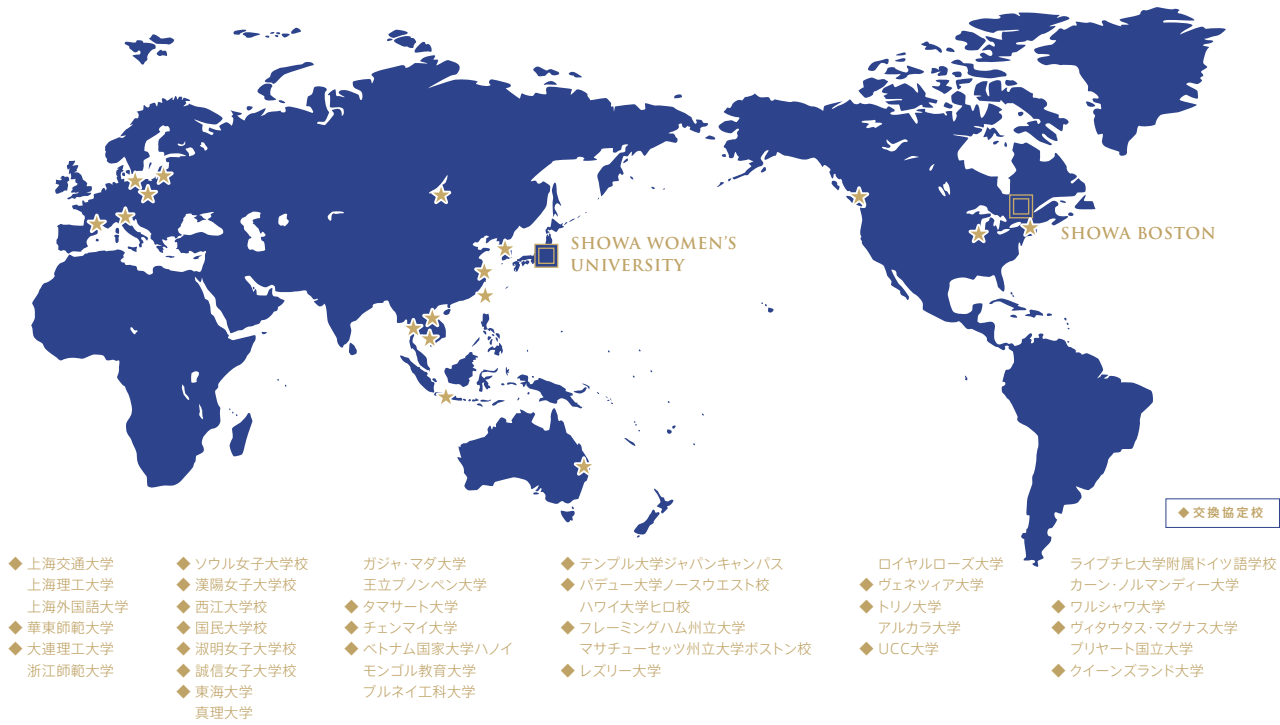 SHOWA WOMEN'S
UNIVERSITY
SHOWA BOSTON
◆交換協定校
◆ 上海交通大学
上海理工大学
上海外国語大学
◆ 華東師範大学
◆ 大連理工大学
浙江師範大学
◆ ソウル女子大学校
◆ 漢陽女子大学校
◆ 西江大学校
◆ 国民大学校
◆ 淑明女子大学校
◆ 誠信女子大学校
◆ 東海大学
真理大学
ガジャ・マダ大学
王立プノンペン大学
◆ タマサート大学
◆ チェンマイ大学
◆ ベトナム国家大学ハノイ
モンゴル教育大学
ブルネイ工科大学
◆ テンプル大学ジャパンキャンパス
◆ パデュー大学ノースウエスト校
ハワイ大学ヒロ校
◆ フレーミングハム州立大学
マサチューセッツ州立大学ボストン校
◆ レズリー大学
ロイヤルローズ大学
◆ ヴェネツィア大学
◆ トリノ大学
アルカラ大学
◆ UCC大学
ライプチヒ大学附属ドイツ語学校
カーン・ノルマンディー大学
◆ ワルシャワ大学
◆ ヴィタウタス・マグナス大学
ブリヤート国立大学
◆ クイーンズランド大学